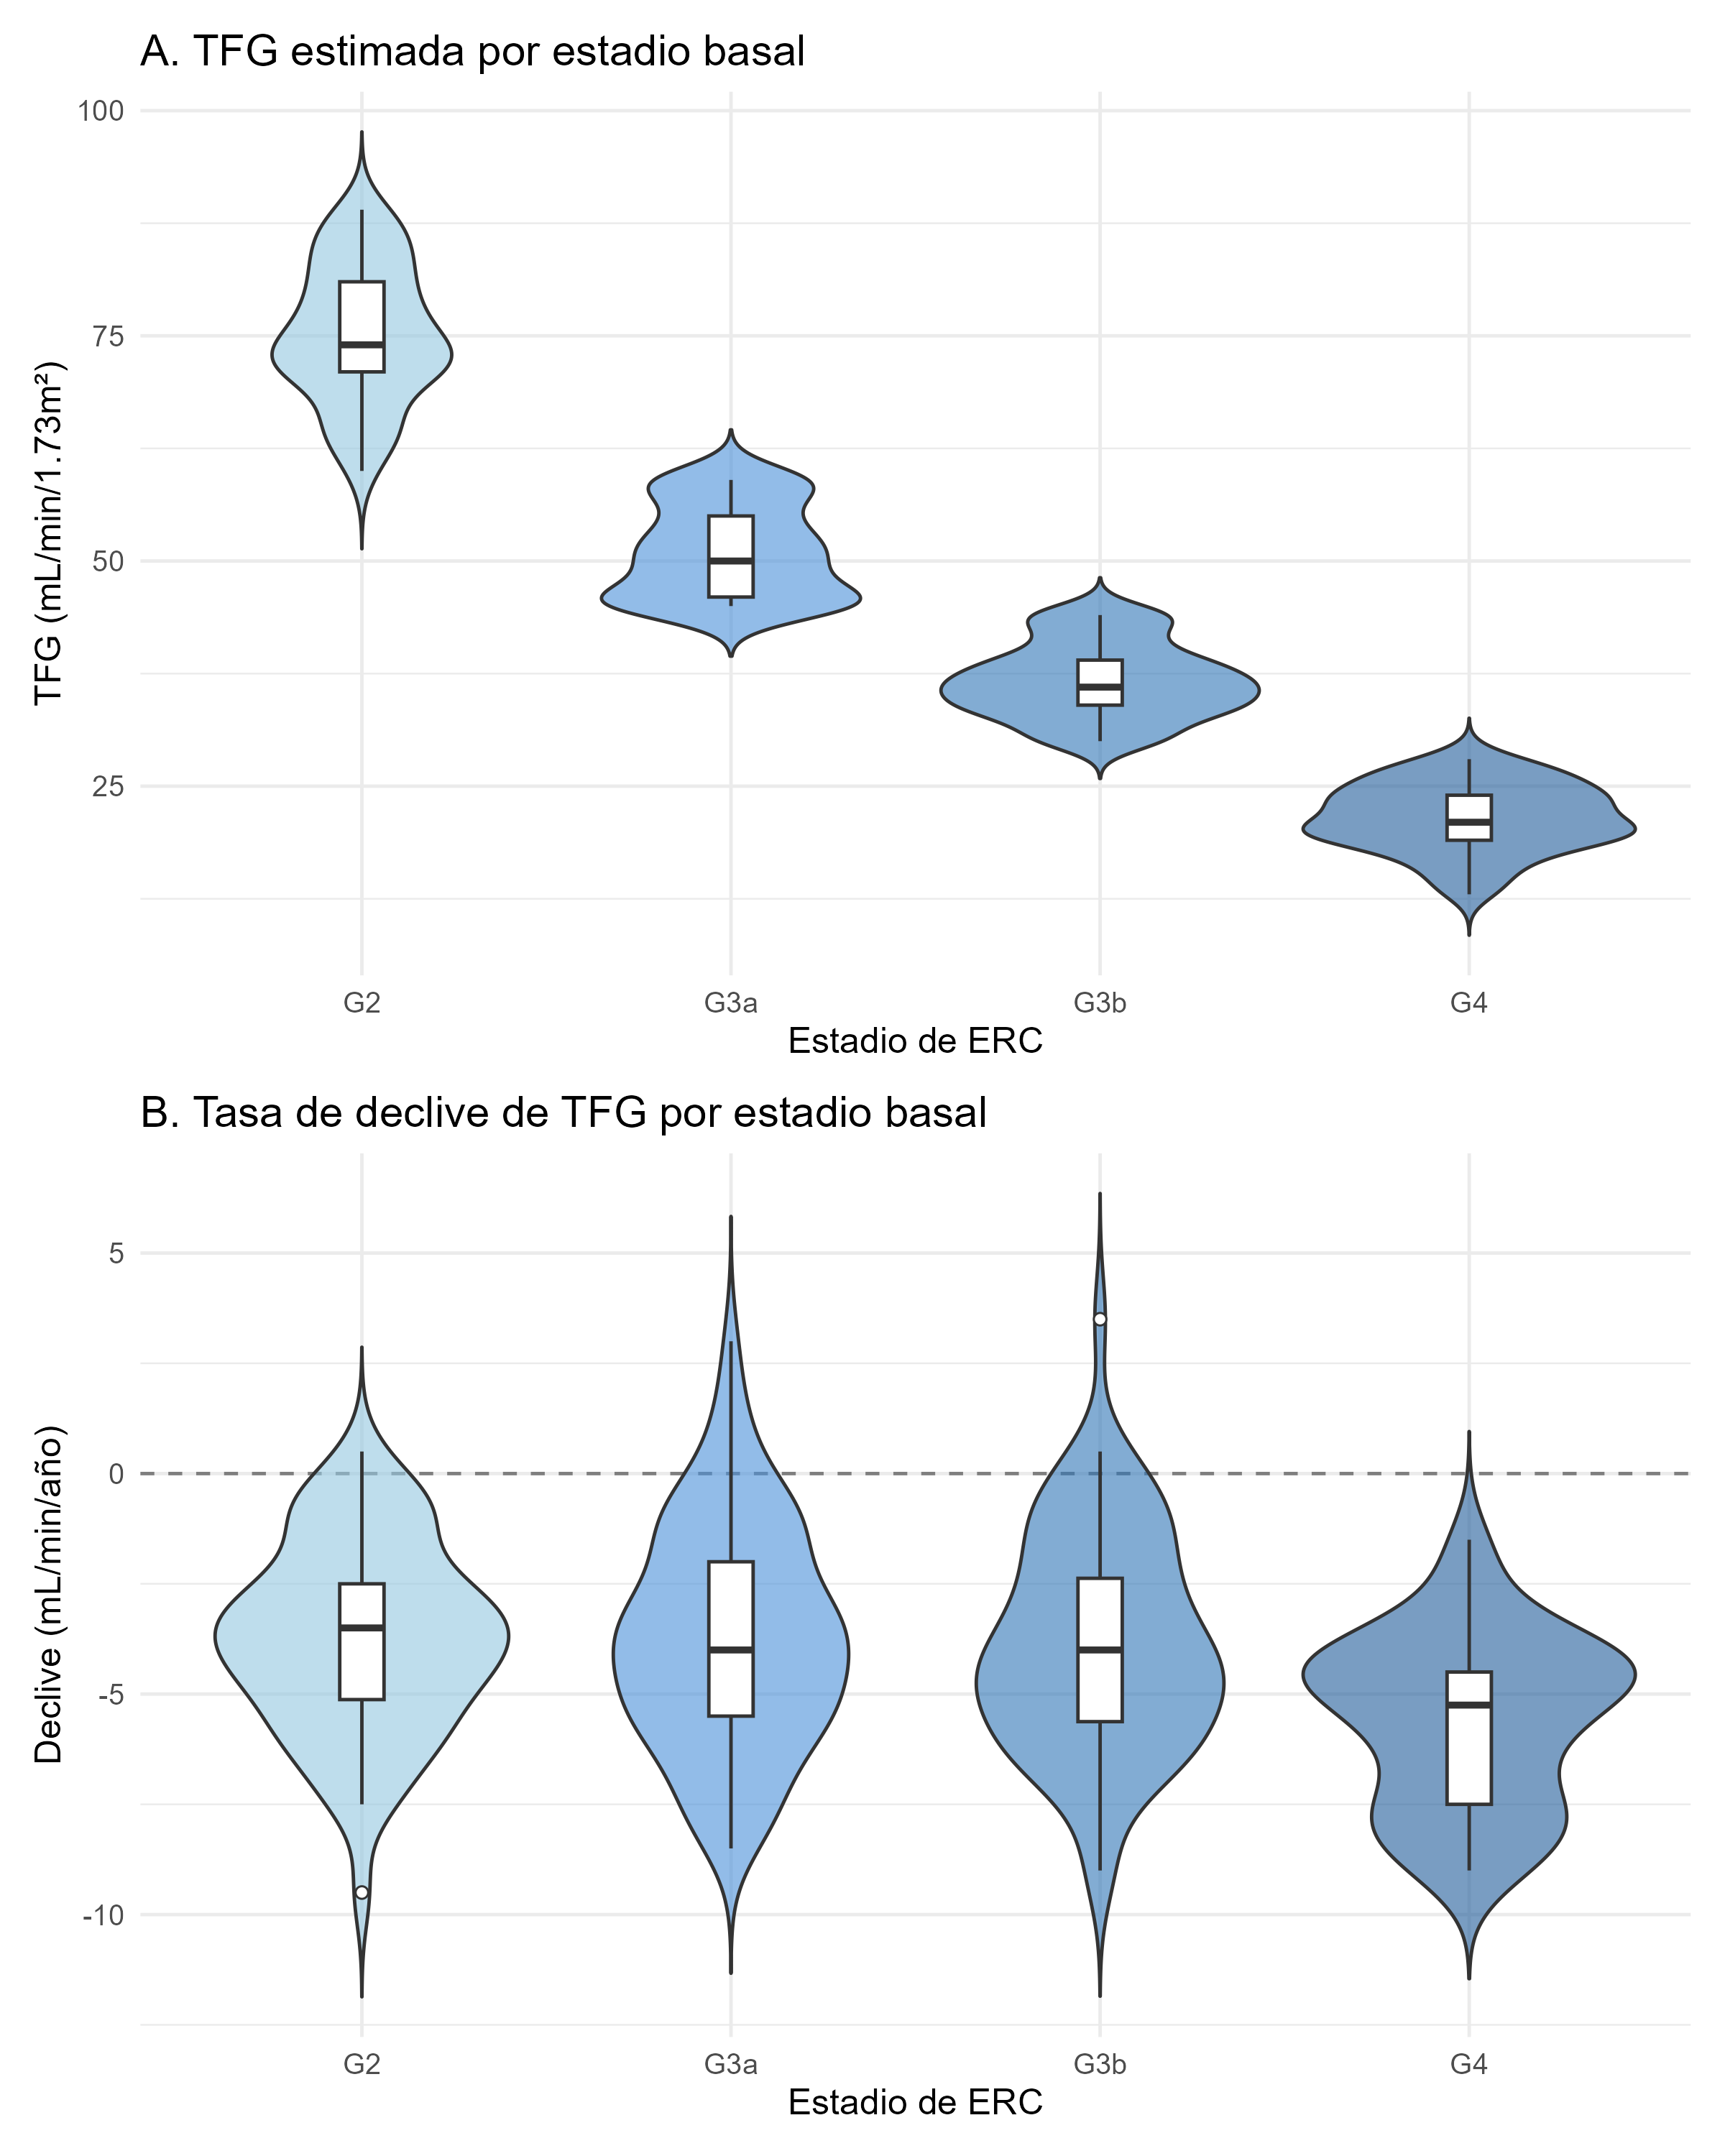 A. TFG estimada por estadio basal
100
75
50
25
TFG (mL/min/1.73m²)
G2 G3a G3b G4
Estadio de ERC
B. Tasa de declive de TFG por estadio basal
5
0
-5
-10
Declive (mL/min/año)
G2 G3a G3b G4
Estadio de ERC